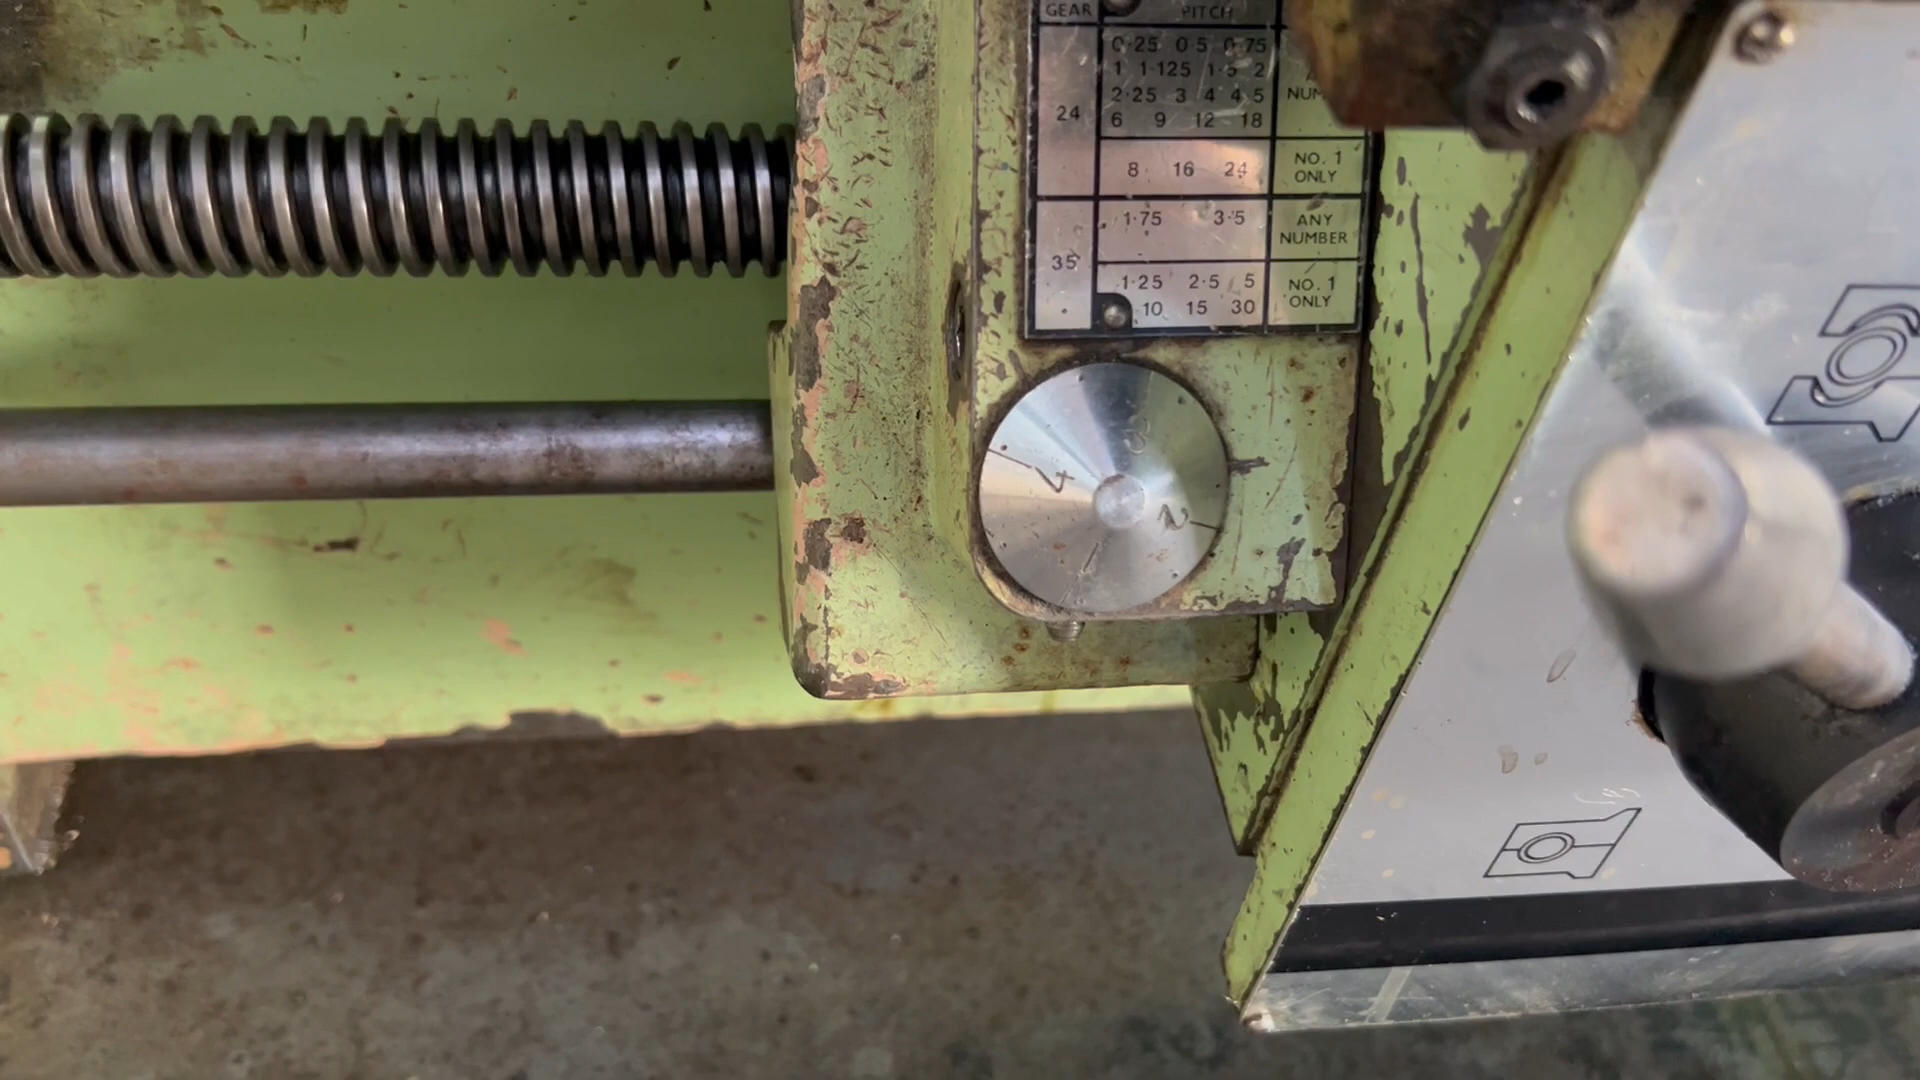 GEAR PITCH
0·25 0·5 0·75
1 1·125 1·5 2
2·25 3 4 4·5
6 9 12 18
24
8 16 24
NO. 1
ONLY
35
1·75 3·5
ANY
NUMBER
1·25 2·5 5
10 15 30
NO. 1
ONLY
8
4
2
1